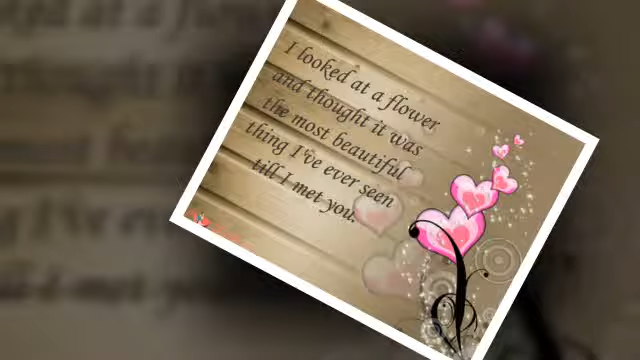 I looked at a flower
and thought it was
the most beautiful
thing I've ever seen
till I met you.